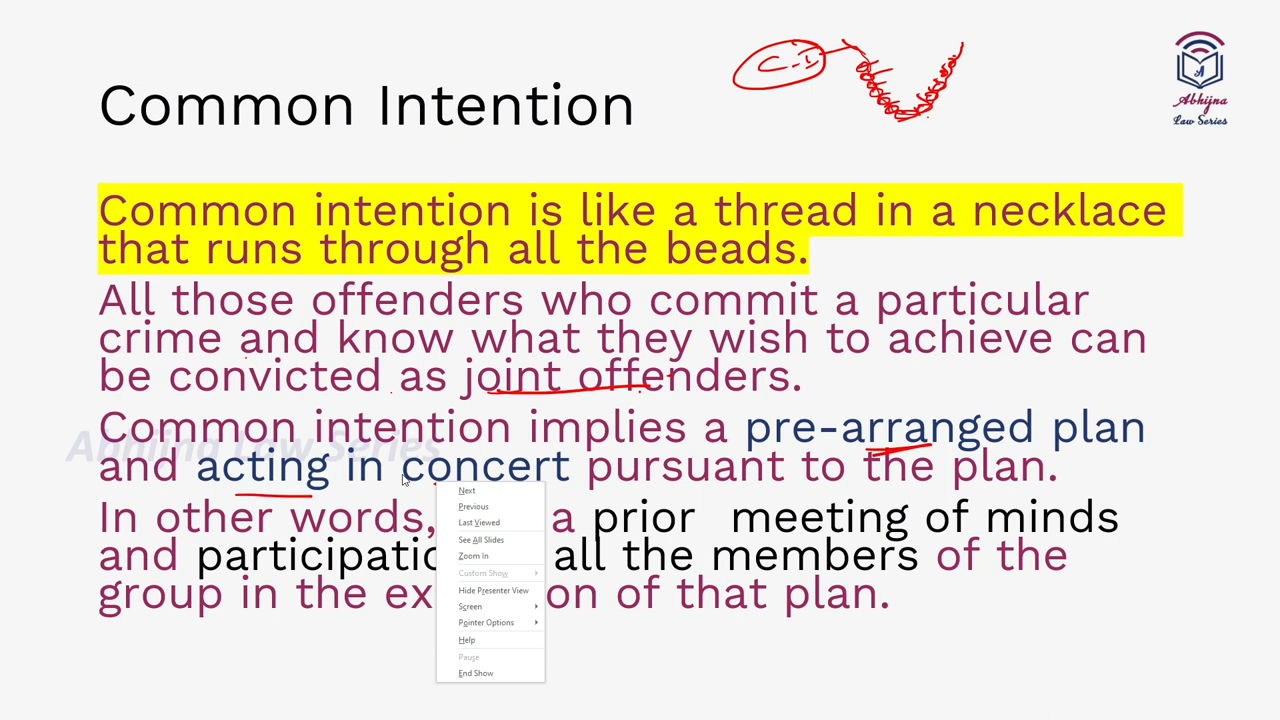 C-I
Abhijna
Law Series
Common Intention
Common intention is like a thread in a necklace
that runs through all the beads.
All those offenders who commit a particular
crime and know what they wish to achieve can
be convicted as joint offenders.
Common intention implies a pre-arranged plan
Abhijna Law Series
and acting in concert pursuant to the plan.
In other words, a prior meeting of minds
and participatio all the members of the
group in the ex on of that plan.
Next
Previous
Last Viewed
See All Slides
Zoom In
Custom Show
Hide Presenter View
Screen
Pointer Options
Help
Pause
End Show